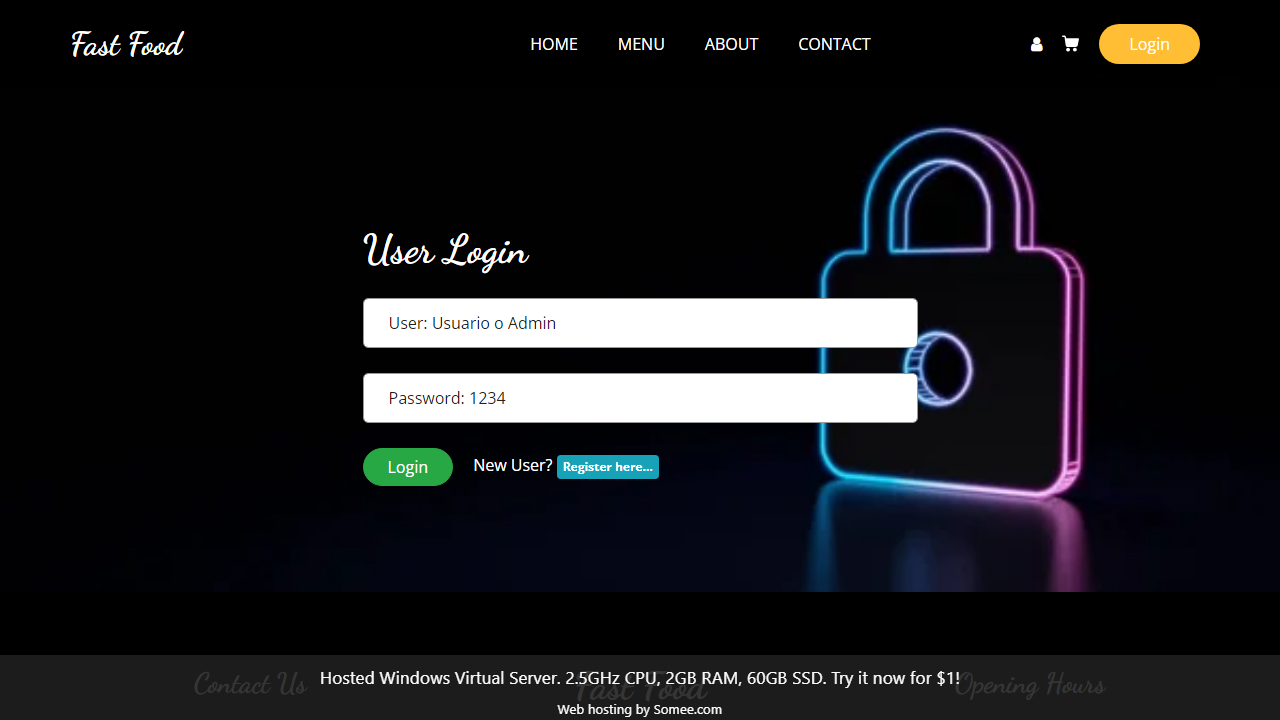 Fast Food
HOME MENU ABOUT CONTACT
Login
User Login
User: Usuario o Admin
Password: 1234
Login New User? Register here...
Contact Us Fast Food Opening Hours
Hosted Windows Virtual Server. 2.5GHz CPU, 2GB RAM, 60GB SSD. Try it now for $1!
Web hosting by Somee.com